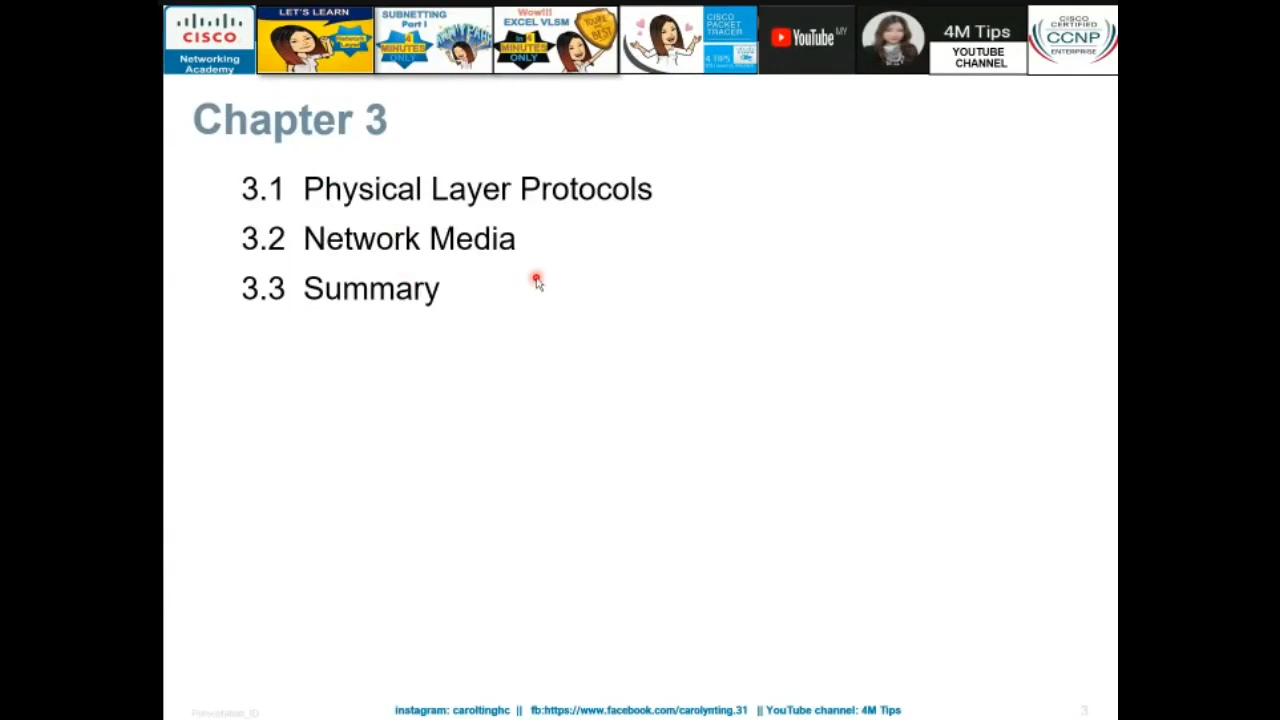 CISCO
Networking
Academy
LET'S LEARN
SUBNETTING
Part I
4
MINUTES
ONLY
Wow!!!
EXCEL VLSM
In 4
MINUTES
ONLY
YOU'RE
BEST
CISCO
PACKET
TRACER
4 TIPS
YouTube MY
4M Tips
YOUTUBE
CHANNEL
CISCO
CERTIFIED
CCNP
ENTERPRISE
Chapter 3
3.1 Physical Layer Protocols
3.2 Network Media
3.3 Summary
Presentation_ID
instagram: caroltinghc || fb:https://www.facebook.com/carolynting.31 || YouTube channel: 4M Tips
3